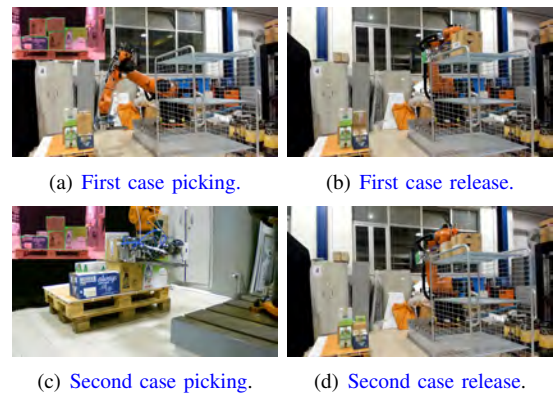 (a) First case picking.
(b) First case release.
(c) Second case picking.
(d) Second case release.